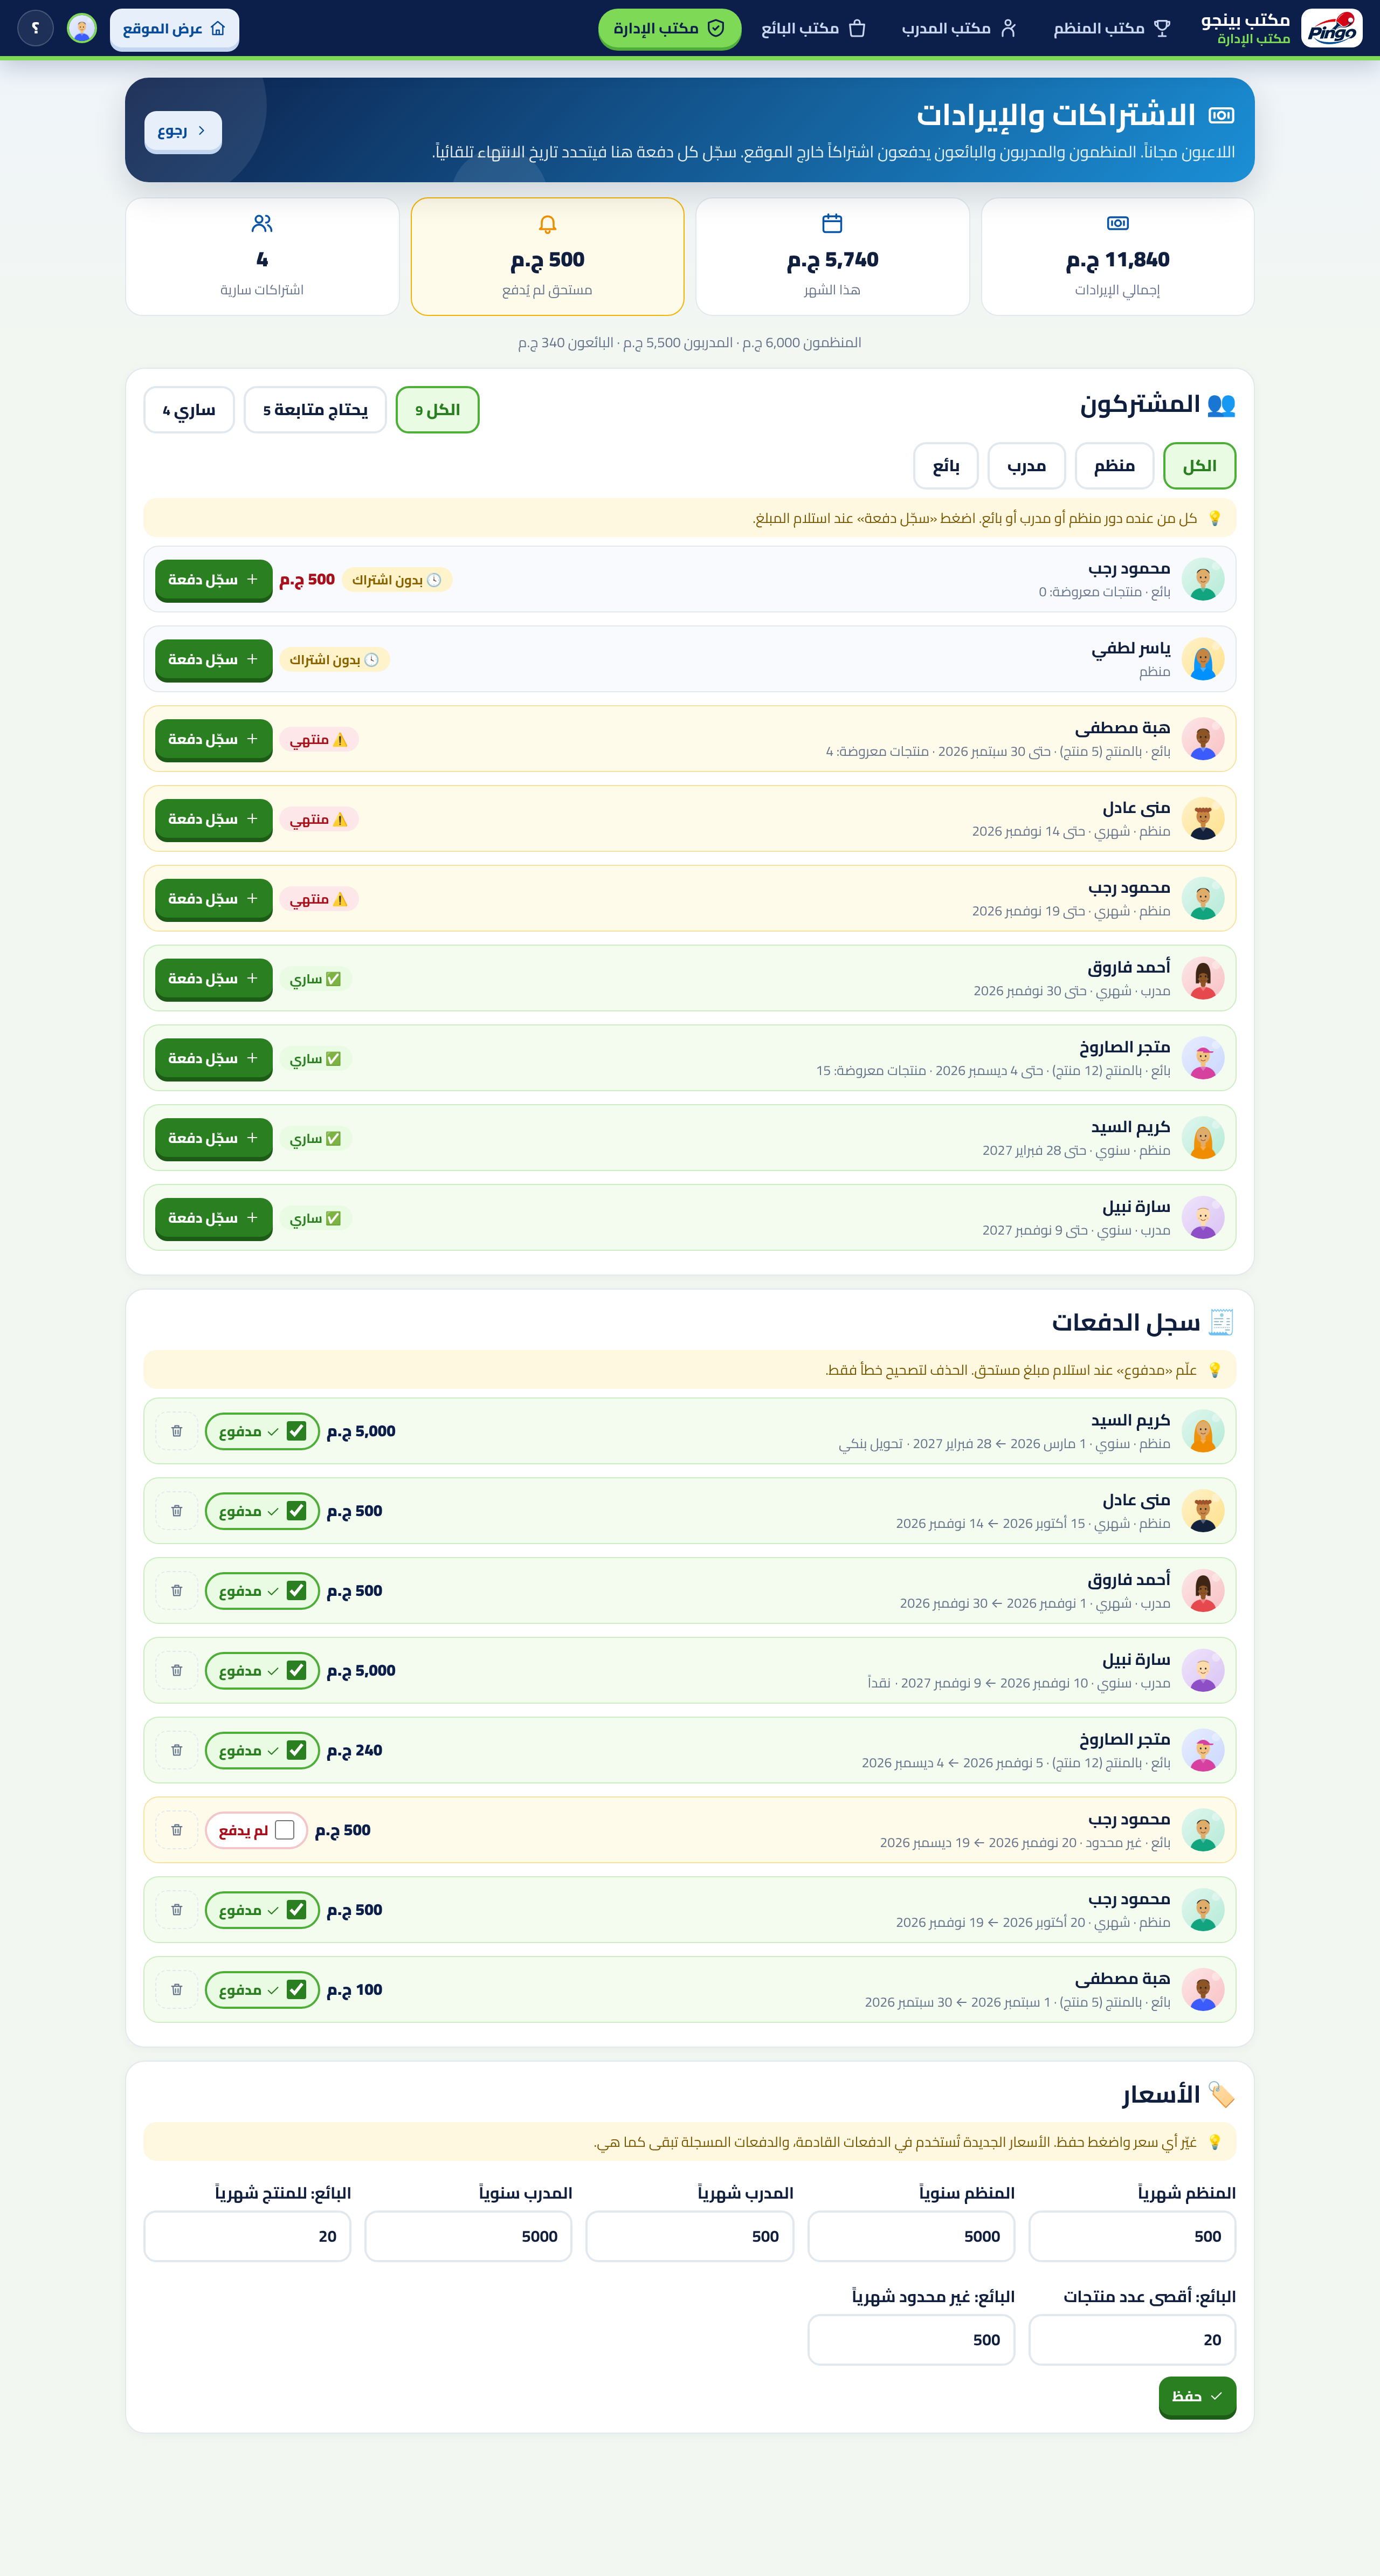 Pingo
مكتب بينجو
مكتب الإدارة
مكتب المنظم
مكتب المدرب
مكتب البائع
مكتب الإدارة
عرض الموقع
؟
الاشتراكات والإيرادات
اللاعبون مجاناً. المنظمون والمدربون والبائعون يدفعون اشتراكاً خارج الموقع. سجّل كل دفعة هنا فيتحدد تاريخ الانتهاء تلقائياً.
رجوع
11,840 ج.م
إجمالي الإيرادات
5,740 ج.م
هذا الشهر
500 ج.م
مستحق لم يُدفع
4
اشتراكات سارية
المنظمون 6,000 ج.م · المدربون 5,500 ج.م · البائعون 340 ج.م
👥 المشتركون
الكل 9
يحتاج متابعة 5
ساري 4
الكل
منظم
مدرب
بائع
💡 كل من عنده دور منظم أو مدرب أو بائع. اضغط «سجّل دفعة» عند استلام المبلغ.
محمود رجب
بائع · منتجات معروضة: 0
🕓 بدون اشتراك
500 ج.م
+ سجّل دفعة
ياسر لطفي
منظم
🕓 بدون اشتراك
+ سجّل دفعة
هبة مصطفى
بائع · بالمنتج (5 منتج) · حتى 30 سبتمبر 2026 · منتجات معروضة: 4
⚠️ منتهي
+ سجّل دفعة
منى عادل
منظم · شهري · حتى 14 نوفمبر 2026
⚠️ منتهي
+ سجّل دفعة
محمود رجب
منظم · شهري · حتى 19 نوفمبر 2026
⚠️ منتهي
+ سجّل دفعة
أحمد فاروق
مدرب · شهري · حتى 30 نوفمبر 2026
✅ ساري
+ سجّل دفعة
متجر الصاروخ
بائع · بالمنتج (12 منتج) · حتى 4 ديسمبر 2026 · منتجات معروضة: 15
✅ ساري
+ سجّل دفعة
كريم السيد
منظم · سنوي · حتى 28 فبراير 2027
✅ ساري
+ سجّل دفعة
سارة نبيل
مدرب · سنوي · حتى 9 نوفمبر 2027
✅ ساري
+ سجّل دفعة
🧾 سجل الدفعات
💡 علّم «مدفوع» عند استلام مبلغ مستحق. الحذف لتصحيح خطأ فقط.
كريم السيد
منظم · سنوي · 1 مارس 2026 ← 28 فبراير 2027 · تحويل بنكي
5,000 ج.م
✓ مدفوع
منى عادل
منظم · شهري · 15 أكتوبر 2026 ← 14 نوفمبر 2026
500 ج.م
✓ مدفوع
أحمد فاروق
مدرب · شهري · 1 نوفمبر 2026 ← 30 نوفمبر 2026
500 ج.م
✓ مدفوع
سارة نبيل
مدرب · سنوي · 10 نوفمبر 2026 ← 9 نوفمبر 2027 · نقداً
5,000 ج.م
✓ مدفوع
متجر الصاروخ
بائع · بالمنتج (12 منتج) · 5 نوفمبر 2026 ← 4 ديسمبر 2026
240 ج.م
✓ مدفوع
محمود رجب
بائع · غير محدود · 20 نوفمبر 2026 ← 19 ديسمبر 2026
500 ج.م
لم يدفع
محمود رجب
منظم · شهري · 20 أكتوبر 2026 ← 19 نوفمبر 2026
500 ج.م
✓ مدفوع
هبة مصطفى
بائع · بالمنتج (5 منتج) · 1 سبتمبر 2026 ← 30 سبتمبر 2026
100 ج.م
✓ مدفوع
🏷️ الأسعار
💡 غيّر أي سعر واضغط حفظ. الأسعار الجديدة تُستخدم في الدفعات القادمة، والدفعات المسجلة تبقى كما هي.
المنظم شهرياً
المنظم سنوياً
المدرب شهرياً
المدرب سنوياً
البائع: للمنتج شهرياً
500
5000
500
5000
20
البائع: أقصى عدد منتجات
البائع: غير محدود شهرياً
20
500
✓ حفظ